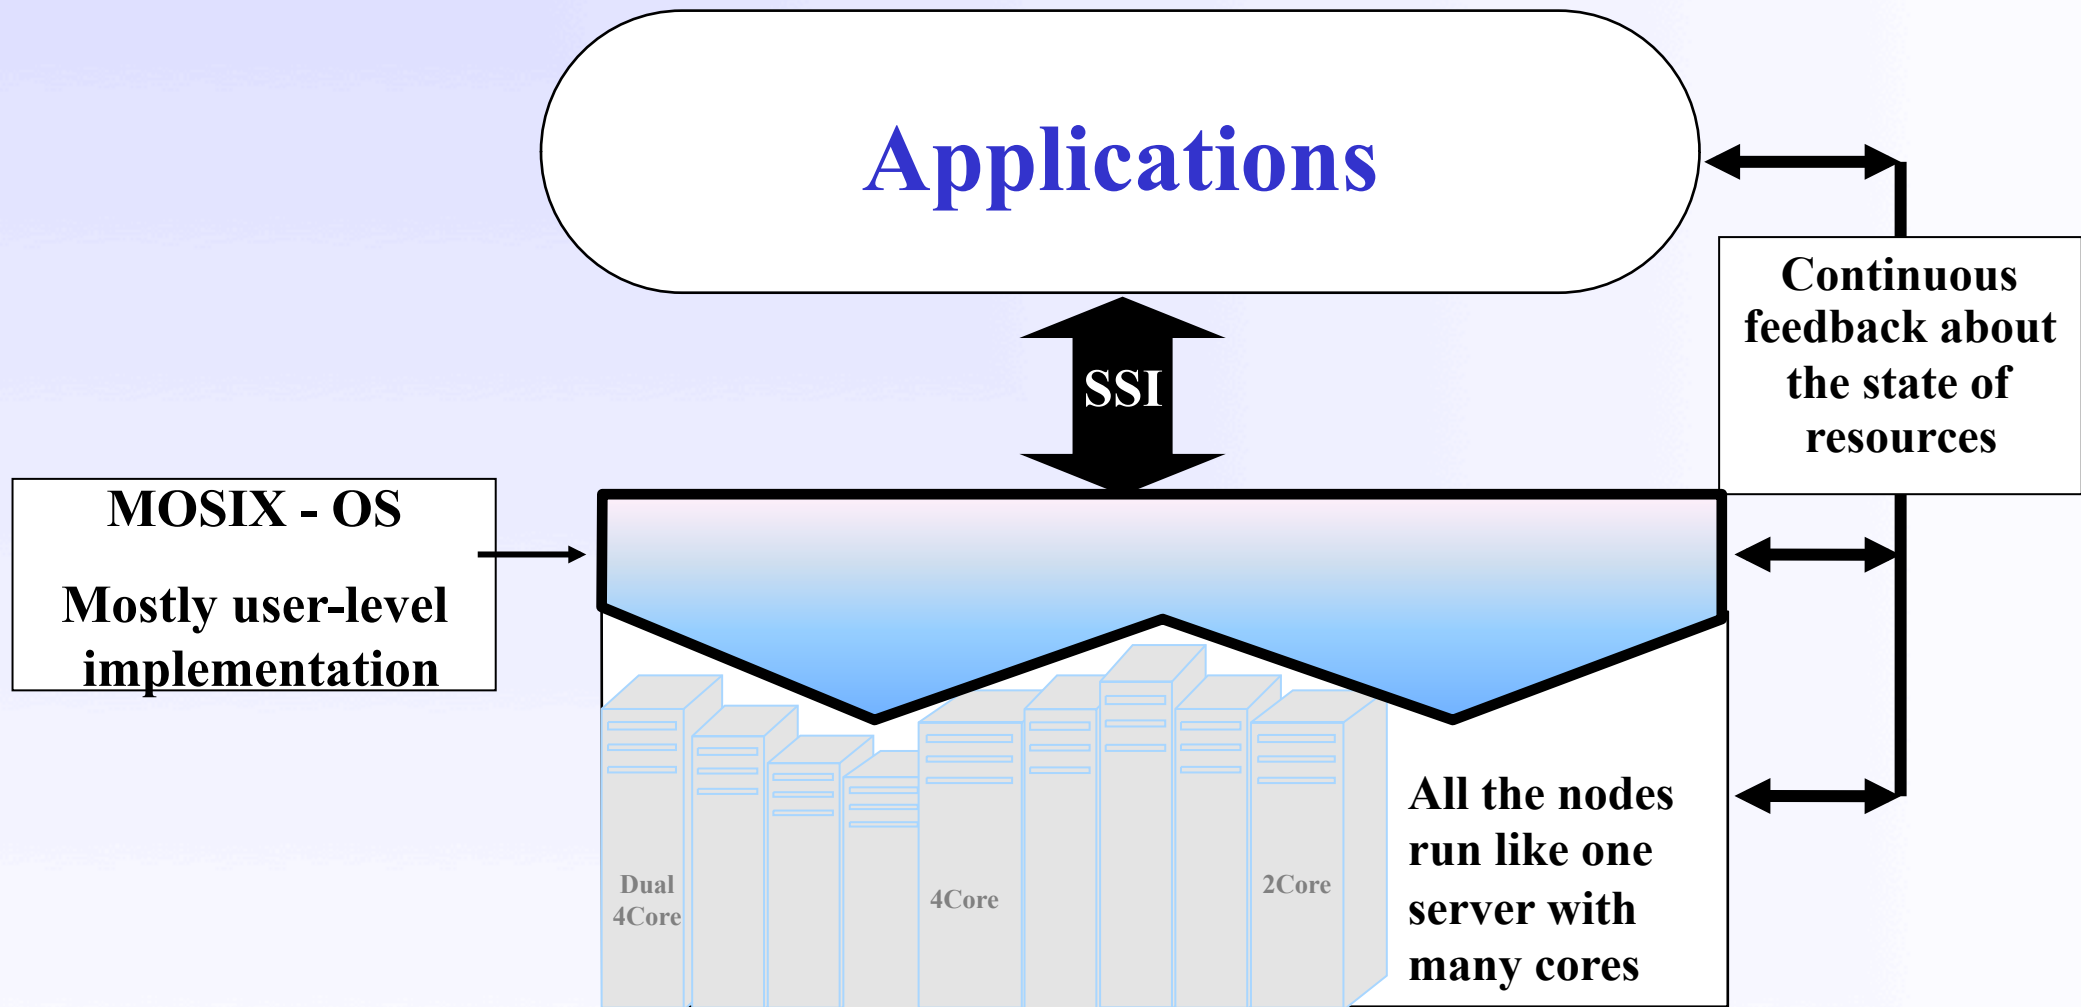 Applications
Continuous
feedback about
the state of
resources
SSI
MOSIX - OS
Mostly user-level
implementation
All the nodes
run like one
server with
many cores
Dual
4Core
4Core
2Core